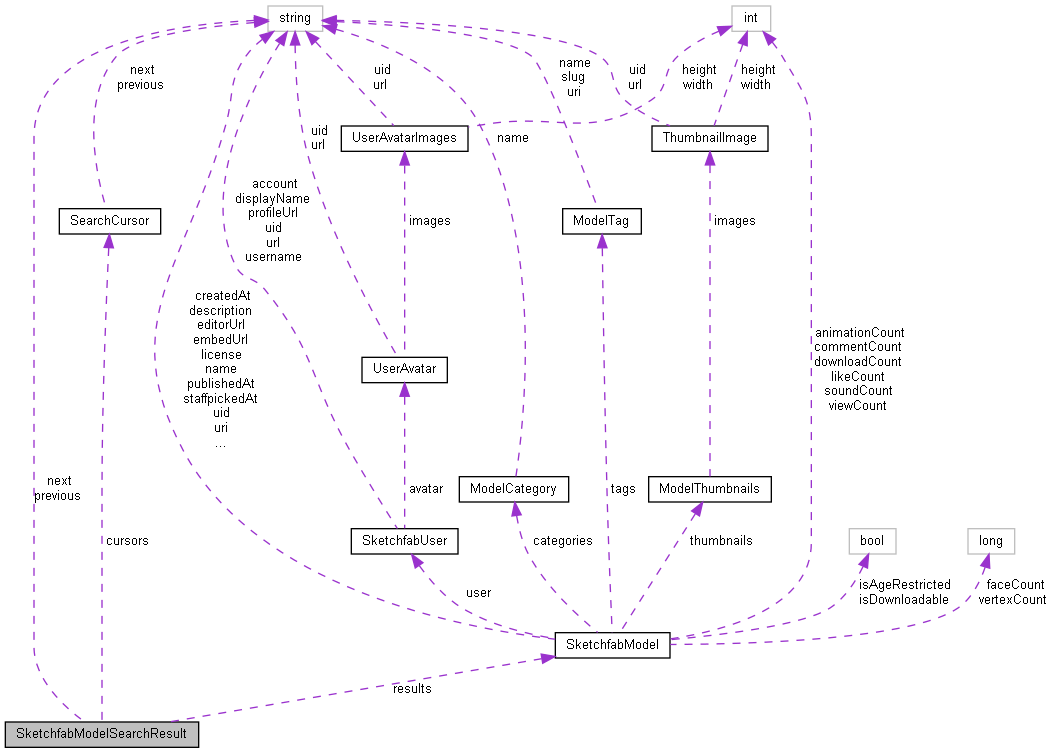 string
int
next
previous
uid
url
name
slug
uri
uid
url
height
width
height
width
UserAvatarImages
ThumbnailImage
uid
url
name
account
displayName
profileUrl
uid
url
username
SearchCursor
images
ModelTag
images
createdAt
description
editorUrl
embedUrl
license
name
publishedAt
staffpickedAt
uid
uri
...
animationCount
commentCount
downloadCount
likeCount
soundCount
viewCount
UserAvatar
next
previous
avatar
ModelCategory
tags
ModelThumbnails
cursors
SketchfabUser
categories
thumbnails
bool
long
user
isAgeRestricted
isDownloadable
faceCount
vertexCount
SketchfabModel
results
SketchfabModelSearchResult